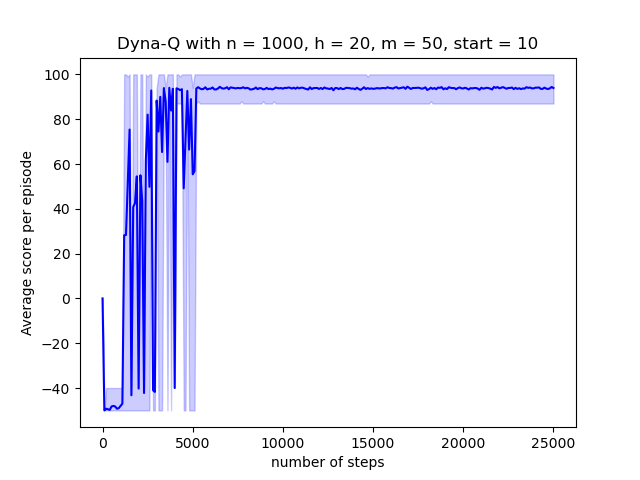 Dyna-Q with n = 1000, h = 20, m = 50, start = 10
Average score per episode
100
80
60
40
20
0
−20
−40
0 5000 10000 15000 20000 25000
number of steps